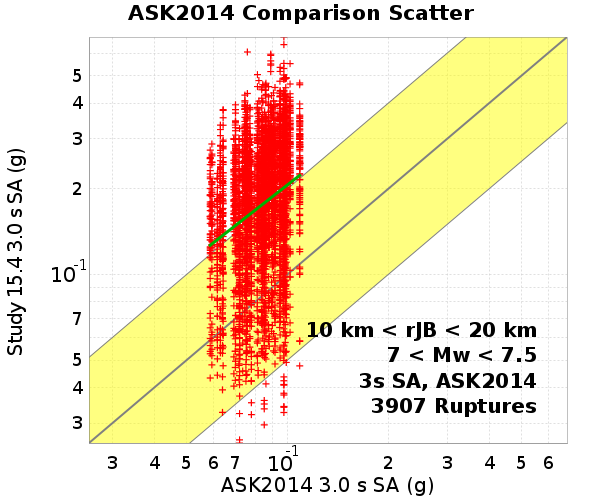 ASK2014 Comparison Scatter
Study 15.4 3.0 s SA (g)
5
4
3
2
10⁻¹
7
5
4
3
10 km < rJB < 20 km
7 < Mw < 7.5
3s SA, ASK2014
3907 Ruptures
3 4 5 6 7 10⁻¹ 2 3 4 5 6
ASK2014 3.0 s SA (g)